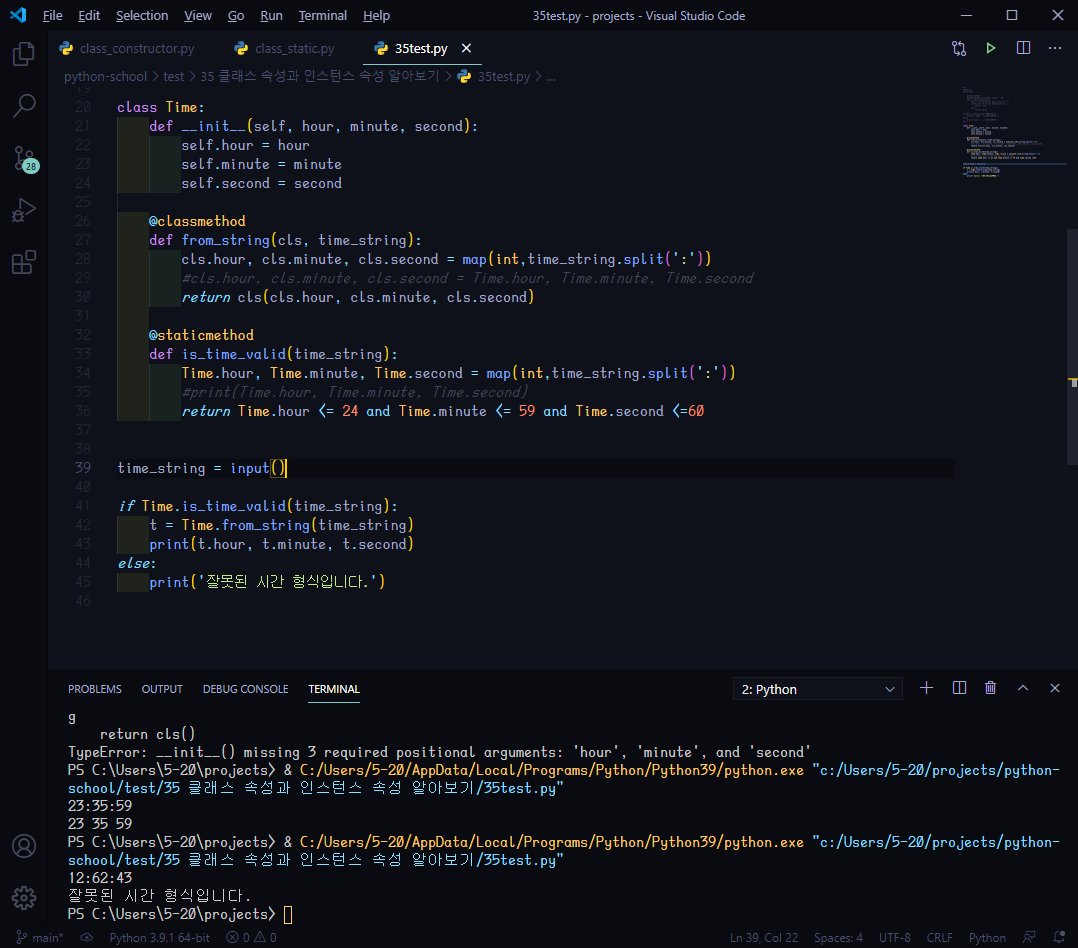 File Edit Selection View Go Run Terminal Help 35test.py - projects - Visual Studio Code
class_constructor.py class_static.py 35test.py
python-school > test > 35 클래스 속성과 인스턴스 속성 알아보기 > 35test.py > ...
19
20 class Time:
21 def __init__(self, hour, minute, second):
22 self.hour = hour
23 self.minute = minute
24 self.second = second
25
26 @classmethod
27 def from_string(cls, time_string):
28 cls.hour, cls.minute, cls.second = map(int,time_string.split(':'))
29 #cls.hour, cls.minute, cls.second = Time.hour, Time.minute, Time.second
30 return cls(cls.hour, cls.minute, cls.second)
31
32 @staticmethod
33 def is_time_valid(time_string):
34 Time.hour, Time.minute, Time.second = map(int,time_string.split(':'))
35 #print(Time.hour, Time.minute, Time.second)
36 return Time.hour <= 24 and Time.minute <= 59 and Time.second <=60
37
38
39 time_string = input()
40
41 if Time.is_time_valid(time_string):
42 t = Time.from_string(time_string)
43 print(t.hour, t.minute, t.second)
44 else:
45 print('잘못된 시간 형식입니다.')
46
28
PROBLEMS OUTPUT DEBUG CONSOLE TERMINAL 2: Python
g
return cls()
TypeError: __init__() missing 3 required positional arguments: 'hour', 'minute', and 'second'
PS C:\Users\5-20\projects> & C:/Users/5-20/AppData/Local/Programs/Python/Python39/python.exe "c:/Users/5-20/projects/python-
school/test/35 클래스 속성과 인스턴스 속성 알아보기/35test.py"
23:35:59
23 35 59
PS C:\Users\5-20\projects> & C:/Users/5-20/AppData/Local/Programs/Python/Python39/python.exe "c:/Users/5-20/projects/python-
school/test/35 클래스 속성과 인스턴스 속성 알아보기/35test.py"
12:62:43
잘못된 시간 형식입니다.
PS C:\Users\5-20\projects>
main* Python 3.9.1 64-bit 0 0 Ln 39, Col 22 Spaces: 4 UTF-8 CRLF Python